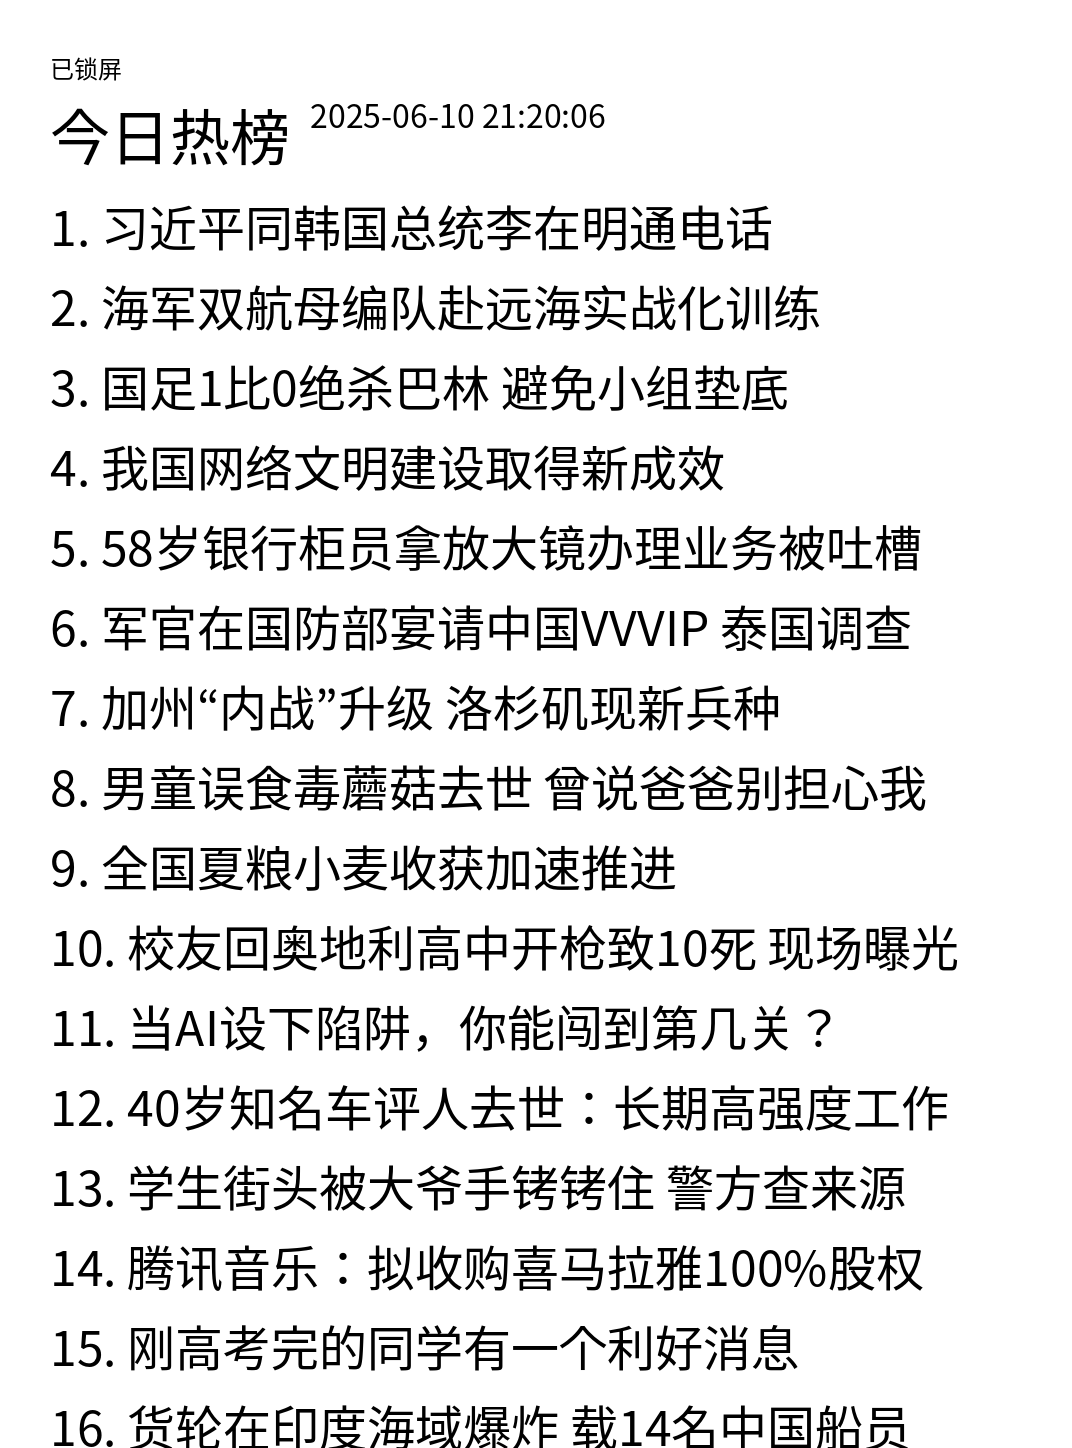 已锁屏
今日热榜 2025-06-10 21:20:06
1. 习近平同韩国总统李在明通电话
2. 海军双航母编队赴远海实战化训练
3. 国足1比0绝杀巴林 避免小组垫底
4. 我国网络文明建设取得新成效
5. 58岁银行柜员拿放大镜办理业务被吐槽
6. 军官在国防部宴请中国VVVIP 泰国调查
7. 加州“内战”升级 洛杉矶现新兵种
8. 男童误食毒蘑菇去世 曾说爸爸别担心我
9. 全国夏粮小麦收获加速推进
10. 校友回奥地利高中开枪致10死 现场曝光
11. 当AI设下陷阱，你能闯到第几关？
12. 40岁知名车评人去世：长期高强度工作
13. 学生街头被大爷手铐铐住 警方查来源
14. 腾讯音乐：拟收购喜马拉雅100%股权
15. 刚高考完的同学有一个利好消息
16. 货轮在印度海域爆炸 载14名中国船员